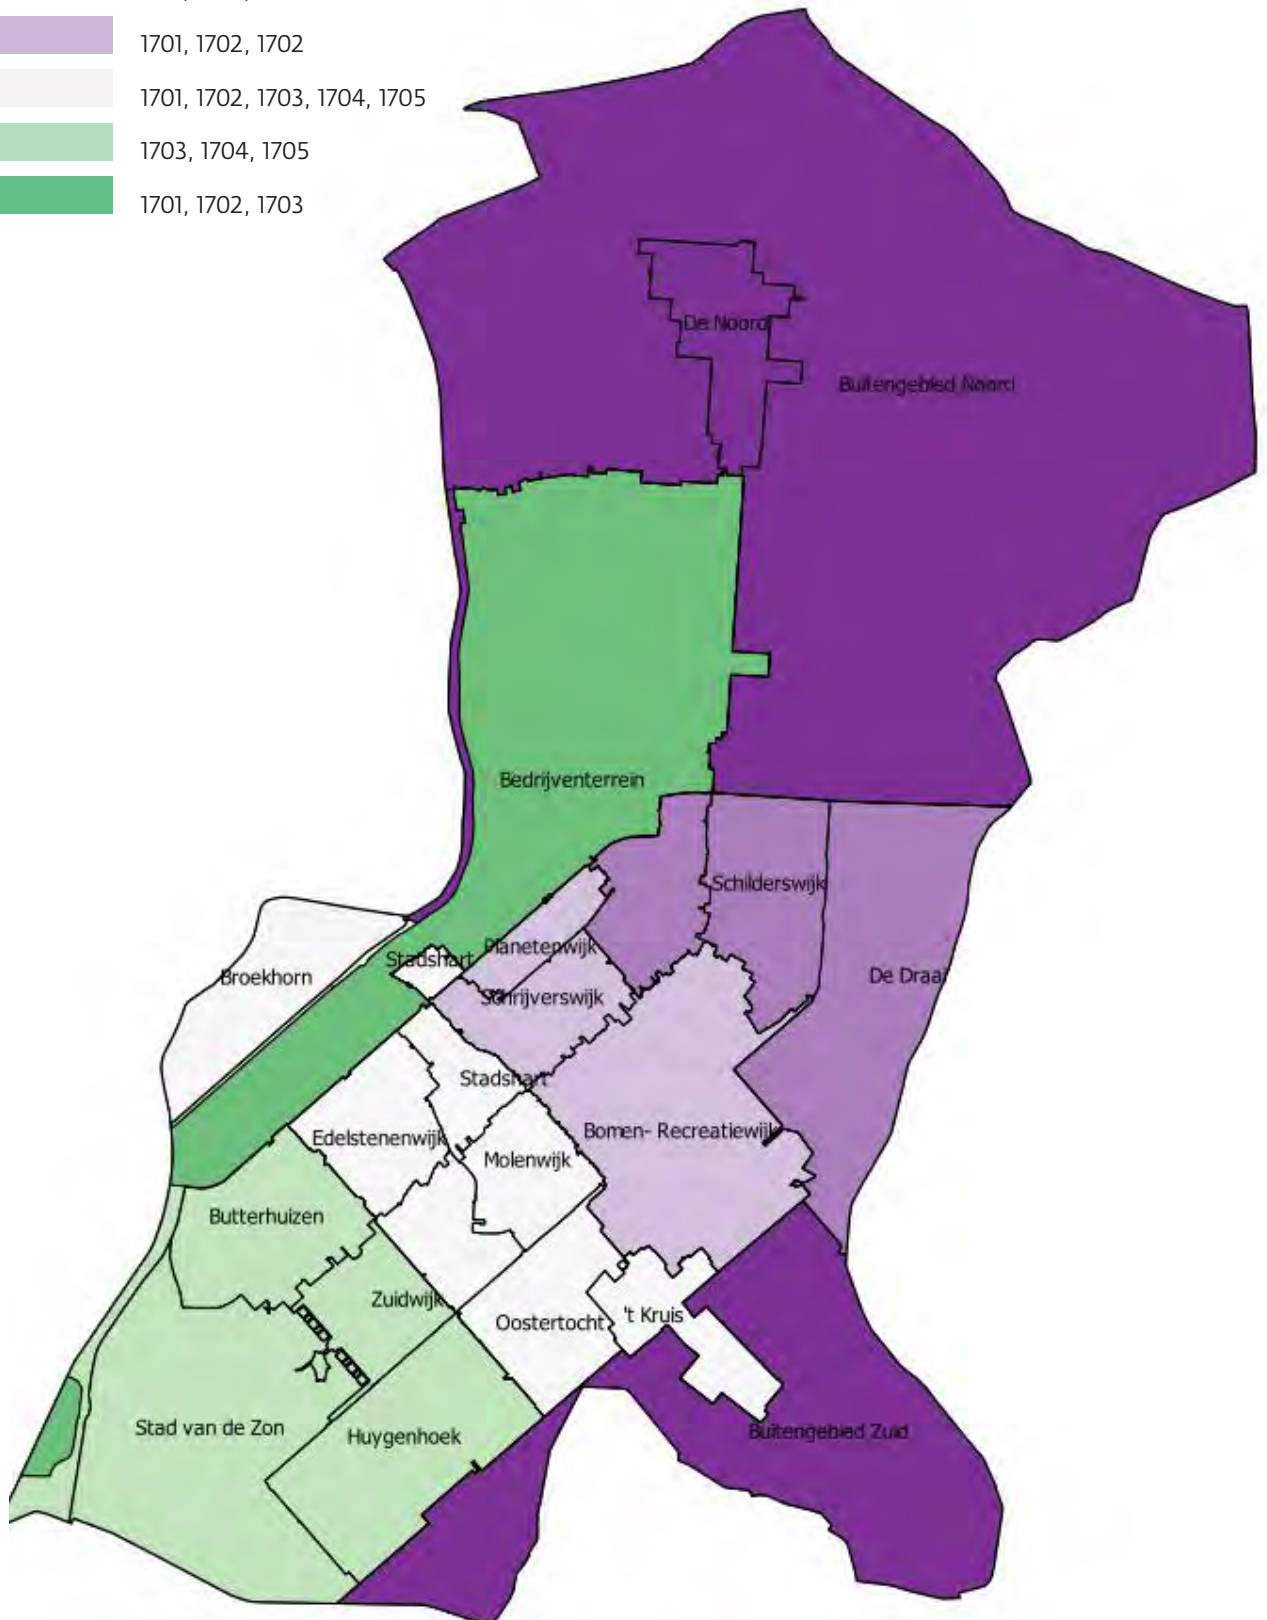 1701, 1702, 1702
1701, 1702, 1703, 1704, 1705
1703, 1704, 1705
1701, 1702, 1703
De Noord
Buitengebied Noord
Bedrijventerrein
Schilderswijk
Planetenwijk
Stadshart
De Draai
Broekhorn
Schrijverswijk
Stadshart
Bomen- Recreatiewijk
Edelstenenwijk
Molenwijk
Butterhuizen
Zuidwijk
't Kruis
Oostertocht
Stad van de Zon
Huygenhoek
Buitengebied Zuid